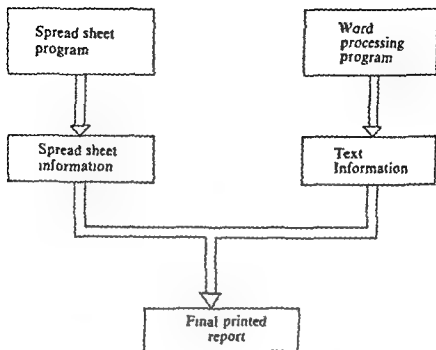 Spread sheet
program
Word
processing
program
Spread sheet
information
Text
Information
Final printed
report